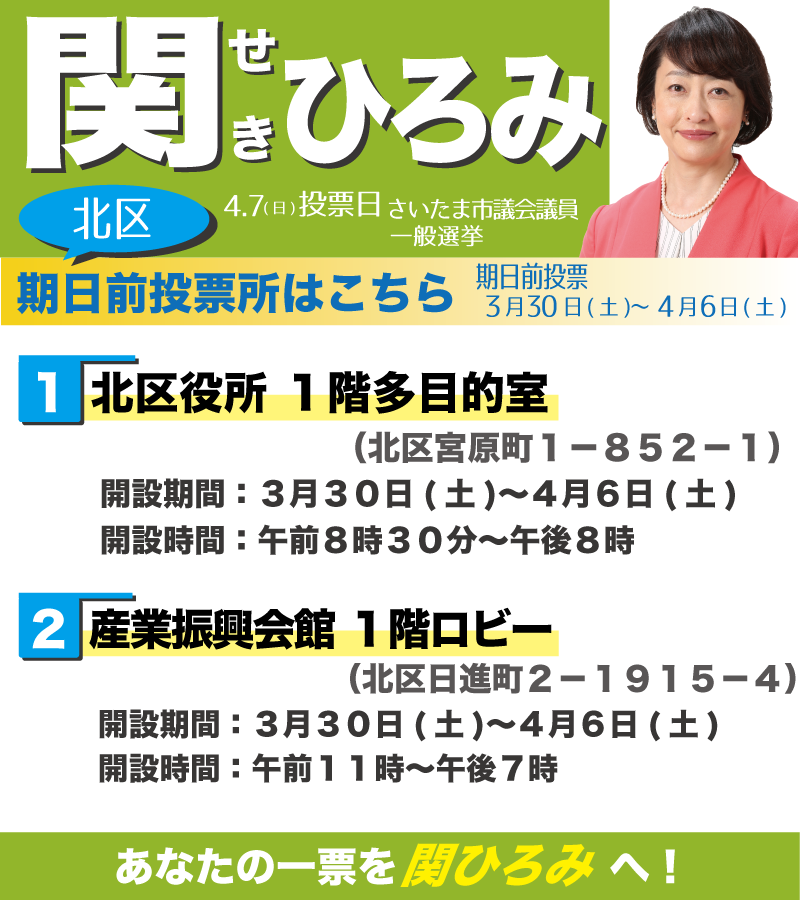 関せきひろみ
北区
4.7(日)投票日 さいたま市議会議員
一般選挙
期日前投票所はこちら
期日前投票
3月30日(土)〜 4月6日(土)
1 北区役所 １階多目的室
（北区宮原町１－８５２－１）
開設期間：３月３０日(土)〜４月６日(土)
開設時間：午前８時３０分〜午後８時
2 産業振興会館 １階ロビー
（北区日進町２－１９１５－４）
開設期間：３月３０日(土)〜４月６日(土)
開設時間：午前１１時〜午後７時
あなたの一票を 関ひろみ へ！